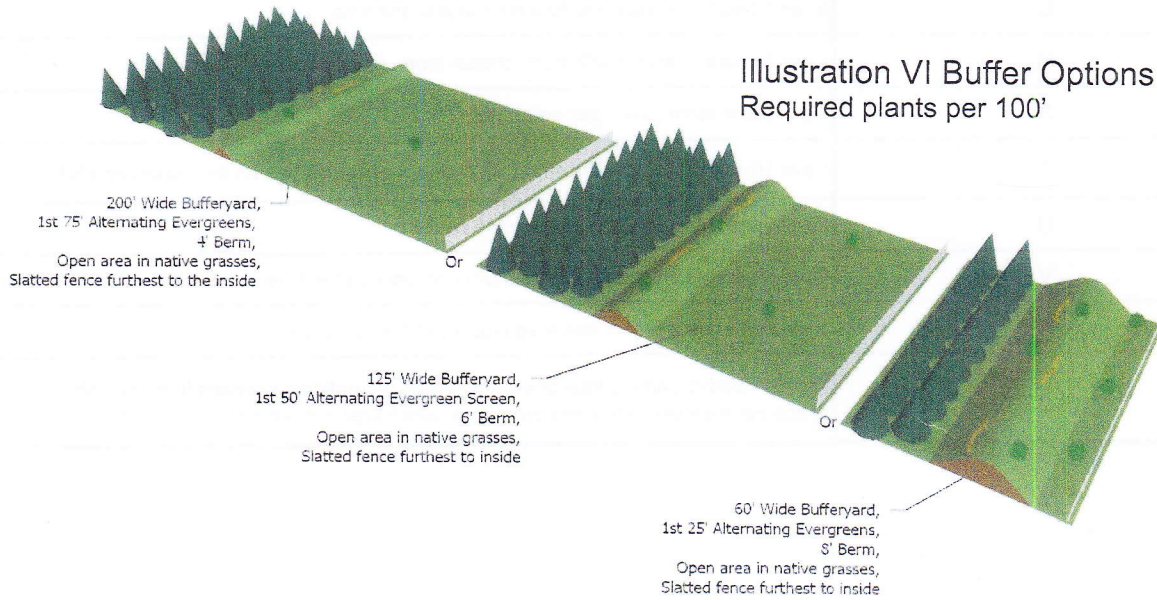 Illustration VI Buffer Options
Required plants per 100'
200' Wide Bufferyard,
1st 75' Alternating Evergreens,
4' Berm,
Open area in native grasses,
Slatted fence furthest to the inside
Or
125' Wide Bufferyard,
1st 50' Alternating Evergreen Screen,
6' Berm,
Open area in native grasses,
Slatted fence furthest to inside
Or
60' Wide Bufferyard,
1st 25' Alternating Evergreens,
8' Berm,
Open area in native grasses,
Slatted fence furthest to inside